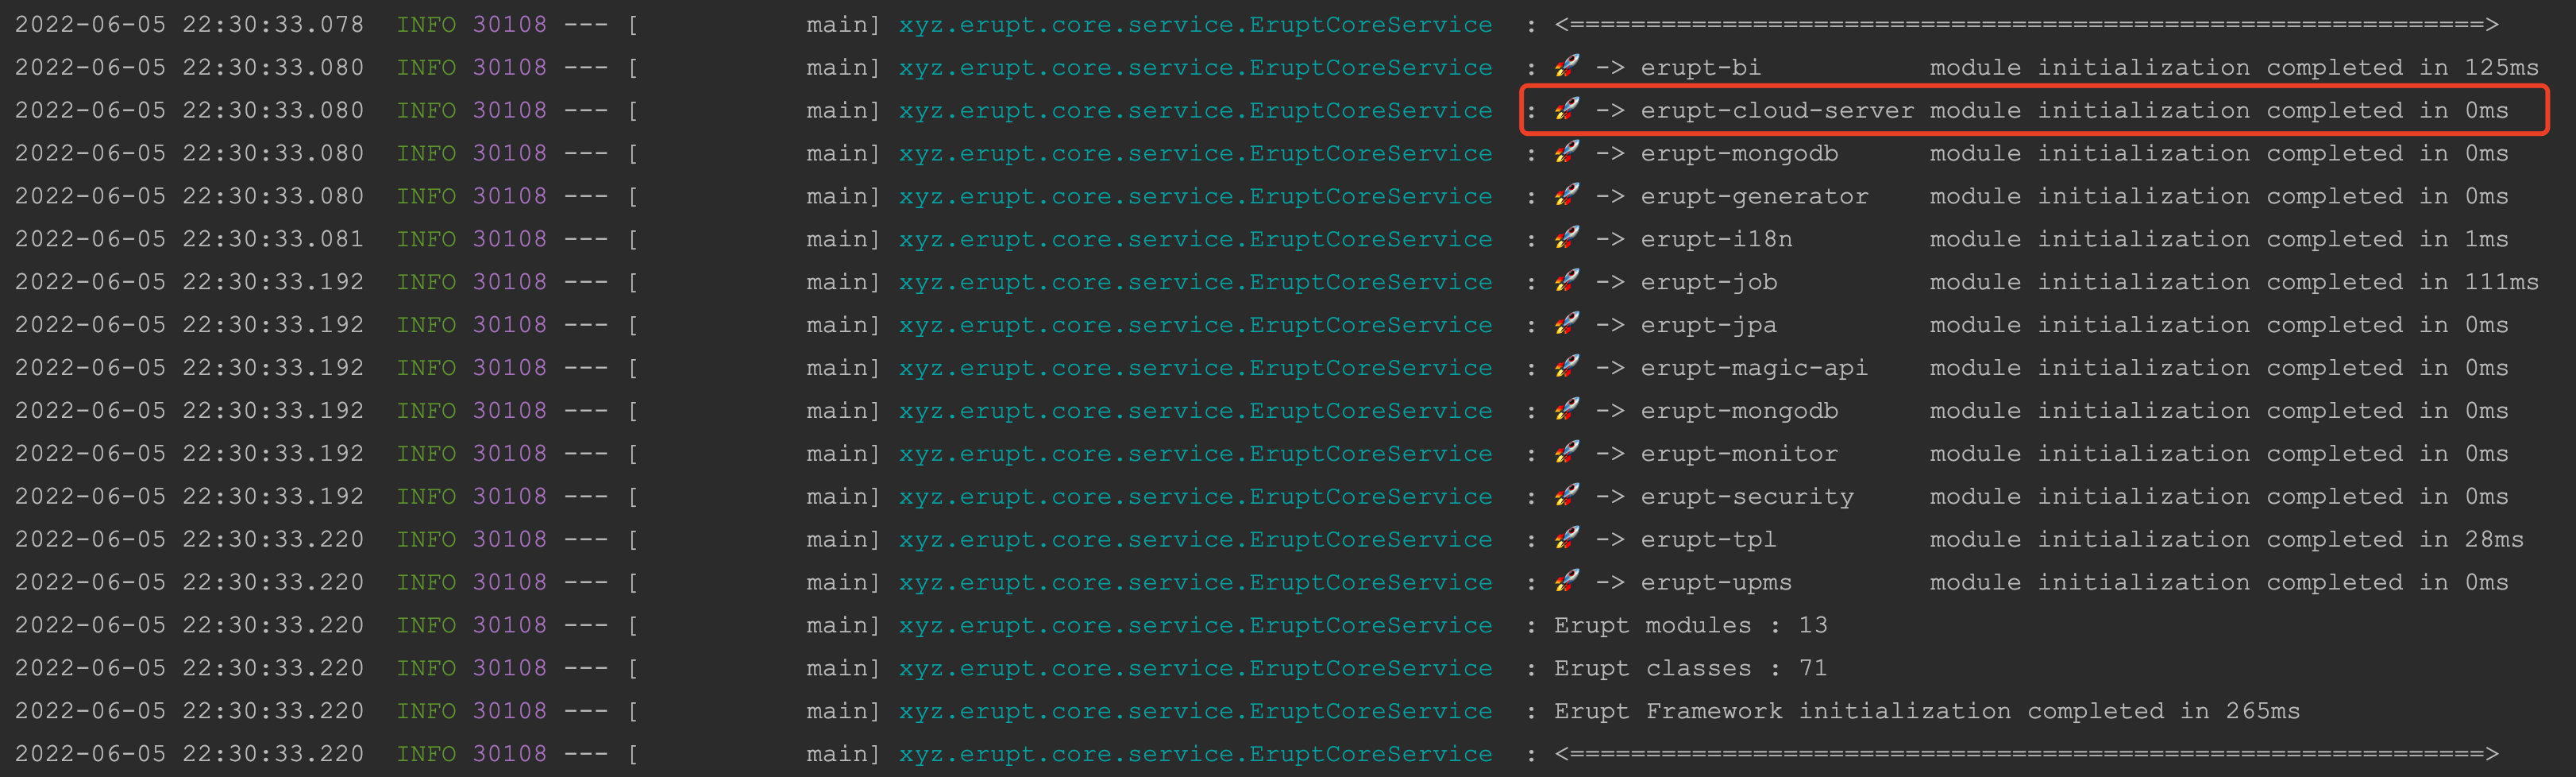 2022-06-05 22:30:33.078  INFO 30108 --- [           main] xyz.erupt.core.service.EruptCoreService  : <============================================================>
2022-06-05 22:30:33.080  INFO 30108 --- [           main] xyz.erupt.core.service.EruptCoreService  : 🚀 -> erupt-bi           module initialization completed in 125ms
2022-06-05 22:30:33.080  INFO 30108 --- [           main] xyz.erupt.core.service.EruptCoreService  : 🚀 -> erupt-cloud-server module initialization completed in 0ms
2022-06-05 22:30:33.080  INFO 30108 --- [           main] xyz.erupt.core.service.EruptCoreService  : 🚀 -> erupt-mongodb      module initialization completed in 0ms
2022-06-05 22:30:33.080  INFO 30108 --- [           main] xyz.erupt.core.service.EruptCoreService  : 🚀 -> erupt-generator    module initialization completed in 0ms
2022-06-05 22:30:33.081  INFO 30108 --- [           main] xyz.erupt.core.service.EruptCoreService  : 🚀 -> erupt-i18n         module initialization completed in 1ms
2022-06-05 22:30:33.192  INFO 30108 --- [           main] xyz.erupt.core.service.EruptCoreService  : 🚀 -> erupt-job          module initialization completed in 111ms
2022-06-05 22:30:33.192  INFO 30108 --- [           main] xyz.erupt.core.service.EruptCoreService  : 🚀 -> erupt-jpa          module initialization completed in 0ms
2022-06-05 22:30:33.192  INFO 30108 --- [           main] xyz.erupt.core.service.EruptCoreService  : 🚀 -> erupt-magic-api    module initialization completed in 0ms
2022-06-05 22:30:33.192  INFO 30108 --- [           main] xyz.erupt.core.service.EruptCoreService  : 🚀 -> erupt-mongodb      module initialization completed in 0ms
2022-06-05 22:30:33.192  INFO 30108 --- [           main] xyz.erupt.core.service.EruptCoreService  : 🚀 -> erupt-monitor      module initialization completed in 0ms
2022-06-05 22:30:33.192  INFO 30108 --- [           main] xyz.erupt.core.service.EruptCoreService  : 🚀 -> erupt-security     module initialization completed in 0ms
2022-06-05 22:30:33.220  INFO 30108 --- [           main] xyz.erupt.core.service.EruptCoreService  : 🚀 -> erupt-tpl          module initialization completed in 28ms
2022-06-05 22:30:33.220  INFO 30108 --- [           main] xyz.erupt.core.service.EruptCoreService  : 🚀 -> erupt-upms         module initialization completed in 0ms
2022-06-05 22:30:33.220  INFO 30108 --- [           main] xyz.erupt.core.service.EruptCoreService  : Erupt modules : 13
2022-06-05 22:30:33.220  INFO 30108 --- [           main] xyz.erupt.core.service.EruptCoreService  : Erupt classes : 71
2022-06-05 22:30:33.220  INFO 30108 --- [           main] xyz.erupt.core.service.EruptCoreService  : Erupt Framework initialization completed in 265ms
2022-06-05 22:30:33.220  INFO 30108 --- [           main] xyz.erupt.core.service.EruptCoreService  : <============================================================>